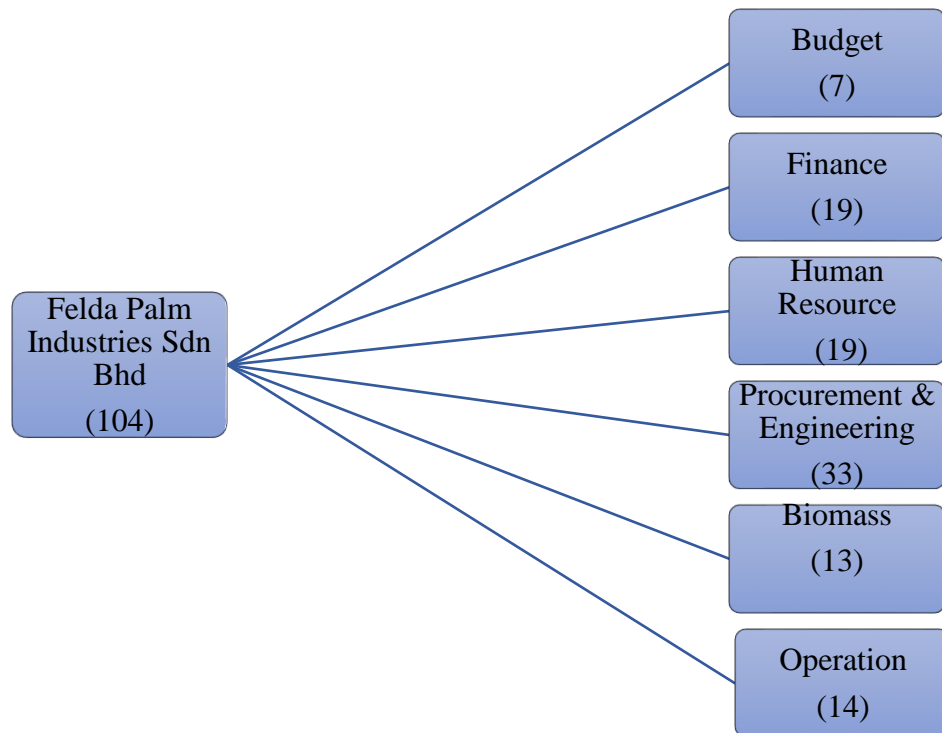 Felda Palm
Industries Sdn
Bhd
(104)
Budget
(7)
Finance
(19)
Human
Resource
(19)
Procurement &
Engineering
(33)
Biomass
(13)
Operation
(14)